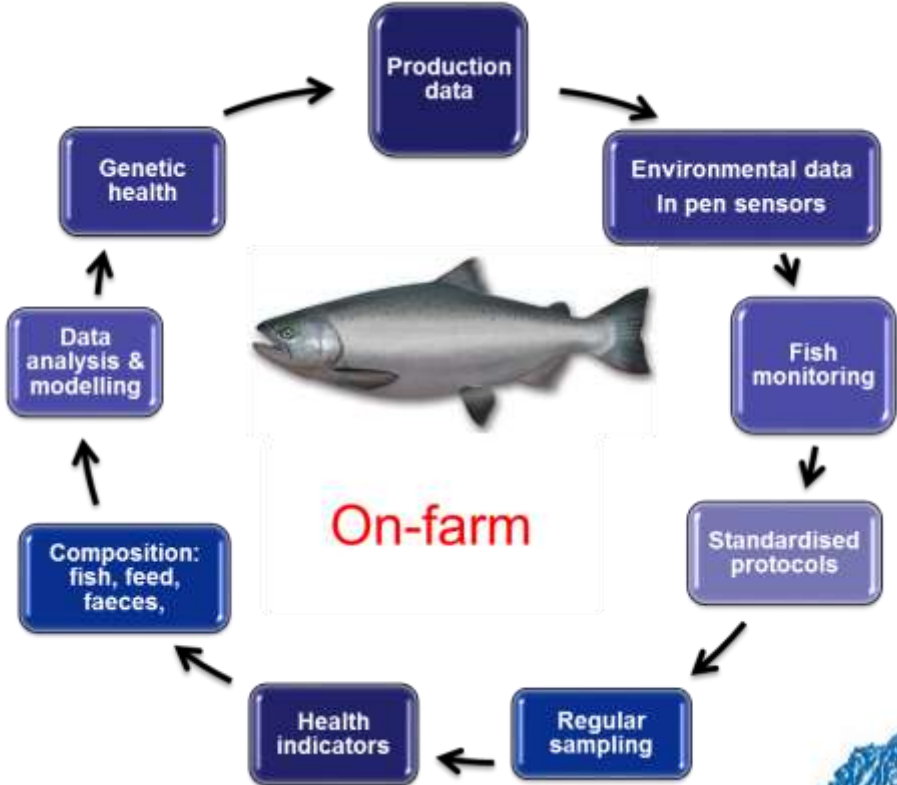 Production
data
Environmental data
In pen sensors
Fish
monitoring
Standardised
protocols
Regular
sampling
Health
indicators
Composition:
fish, feed,
faeces,
Data
analysis &
modelling
Genetic
health
On-farm